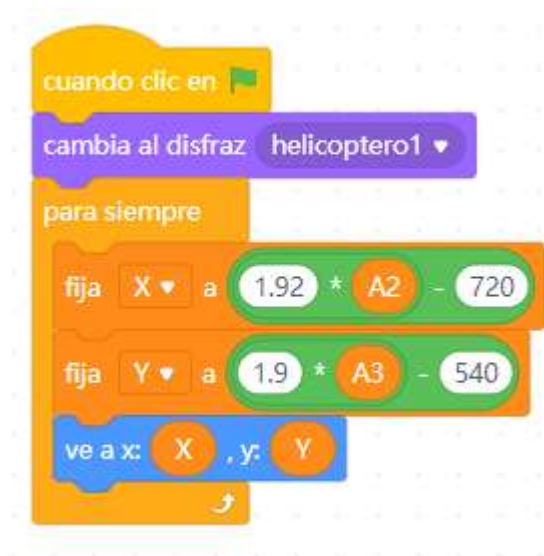 cuando clic en
cambia al disfraz helicoptero1
para siempre
fija X a 1.92 * A2 - 720
fija Y a 1.9 * A3 - 540
ve a x: X , y: Y